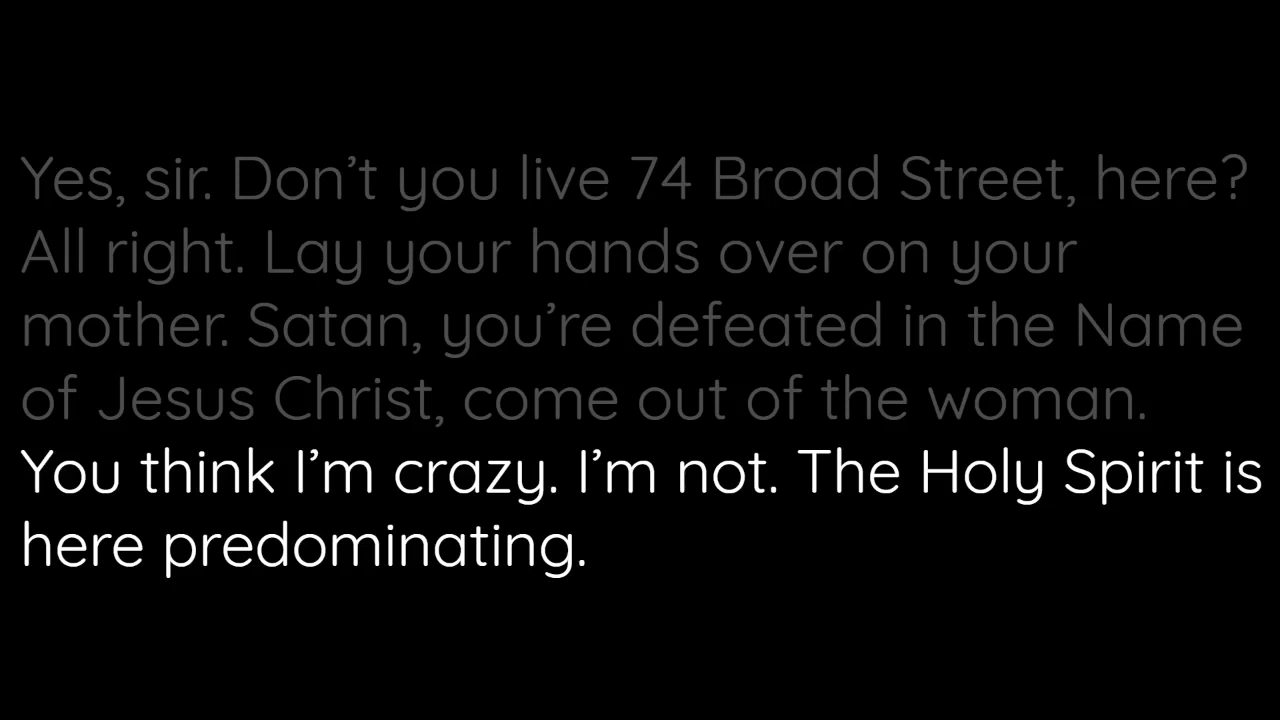 Yes, sir. Don’t you live 74 Broad Street, here?
All right. Lay your hands over on your
mother. Satan, you’re defeated in the Name
of Jesus Christ, come out of the woman.
You think I’m crazy. I’m not. The Holy Spirit is
here predominating.